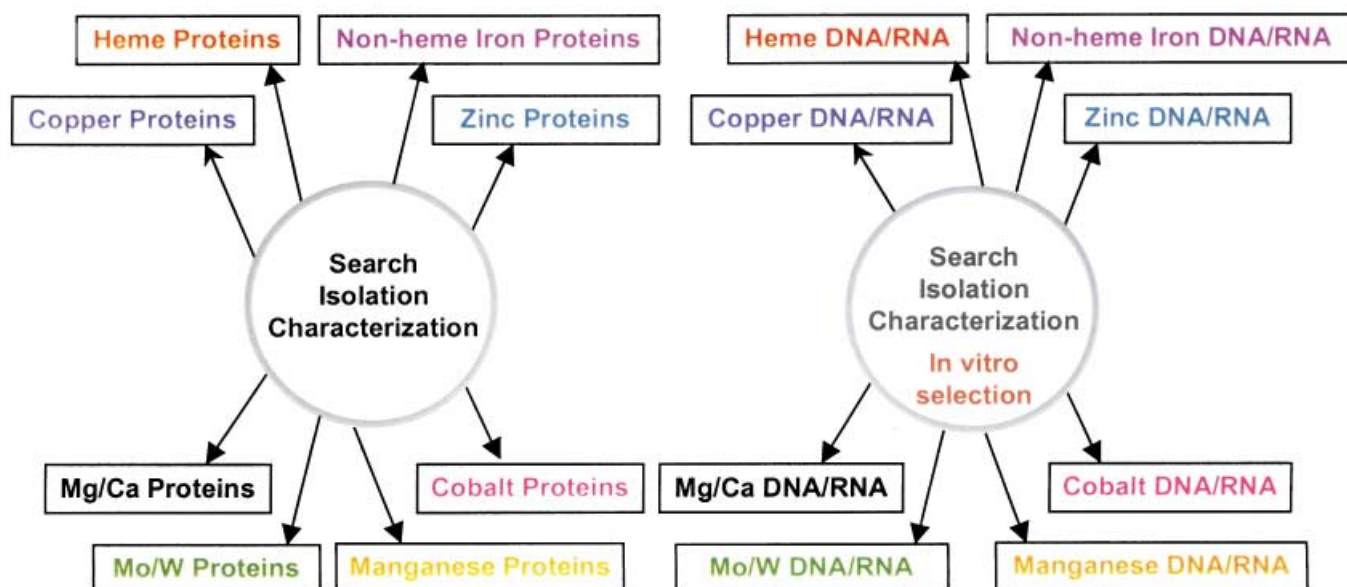 Heme Proteins
Non-heme Iron Proteins
Copper Proteins
Zinc Proteins
Search
Isolation
Characterization
Mg/Ca Proteins
Cobalt Proteins
Mo/W Proteins
Manganese Proteins
Heme DNA/RNA
Non-heme Iron DNA/RNA
Copper DNA/RNA
Zinc DNA/RNA
Search
Isolation
Characterization
In vitro
selection
Mg/Ca DNA/RNA
Cobalt DNA/RNA
Mo/W DNA/RNA
Manganese DNA/RNA